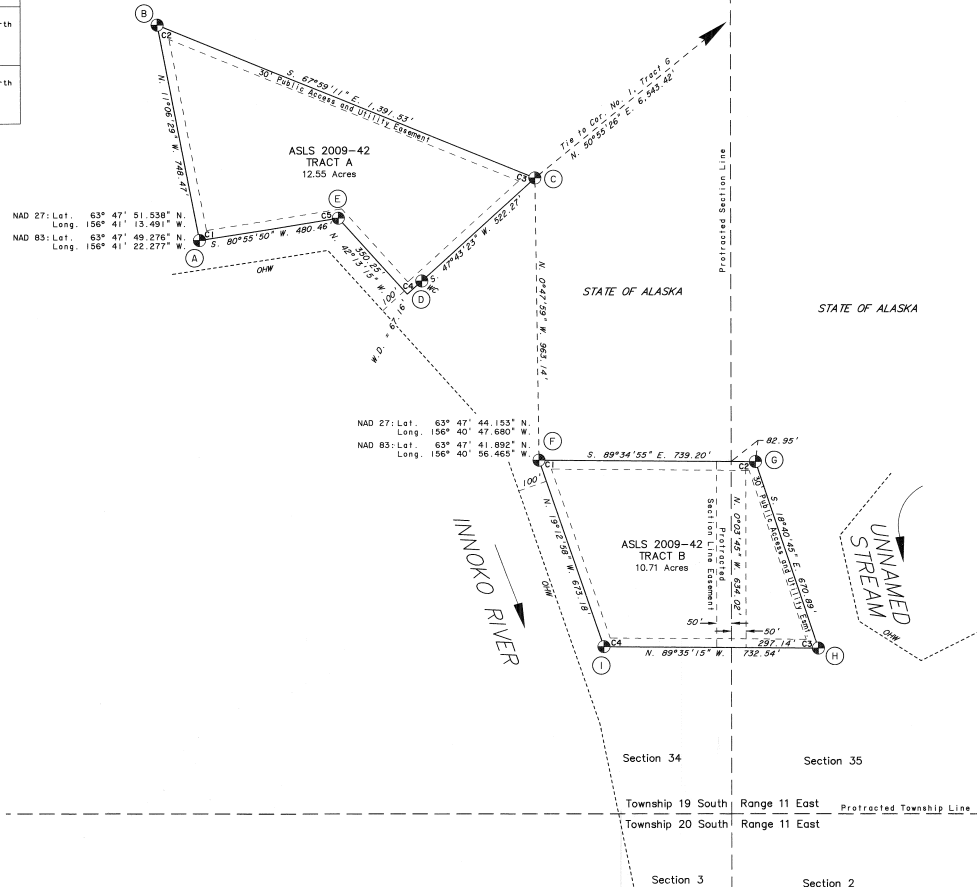 rth
rth
B
C2
S. 67°59'11" E. 1,391.53'
30' Public Access and Utility Easement
N. 11°06'29" W. 748.47'
Tie to Cor. No. 1, Tract G
N. 50°55'26" E. 6,543.42'
Protracted Section Line
ASLS 2009-42
TRACT A
12.55 Acres
C3
C
E
C5
NAD 27: Lat. 63° 47' 51.538" N.
Long. 156° 41' 13.491" W.
NAD 83: Lat. 63° 47' 49.276" N.
Long. 156° 41' 22.277" W.
C1
S. 80°55'50" W. 480.46'
A
OHW
350.25'
N. 42°13'15" W.
S. 41°43'23" W. 522.27'
C4
WC
D
100'
W.D. = 67.16'
N. 0°47'59" W. 963.14'
STATE OF ALASKA
STATE OF ALASKA
NAD 27: Lat. 63° 47' 44.153" N.
Long. 156° 40' 47.680" W.
NAD 83: Lat. 63° 47' 41.892" N.
Long. 156° 40' 56.465" W.
F
82.95'
S. 89°34'55" E. 739.20'
C1
C2
G
100'
N. 19°12'58" W. 673.18'
Section Line Easement
Protracted
N. 0°03'45" W. 634.02'
30' Public Access and Utility Esmt
S. 18°40'45" E. 670.89'
ASLS 2009-42
TRACT B
10.71 Acres
INNOKO RIVER
OHW
UNNAMED
STREAM
OHW
50'
50'
C4
297.14'
C3
N. 89°35'15" W. 732.54'
I
H
Section 34
Section 35
Township 19 South
Range 11 East
Protracted Township Line
Township 20 South
Range 11 East
Section 3
Section 2